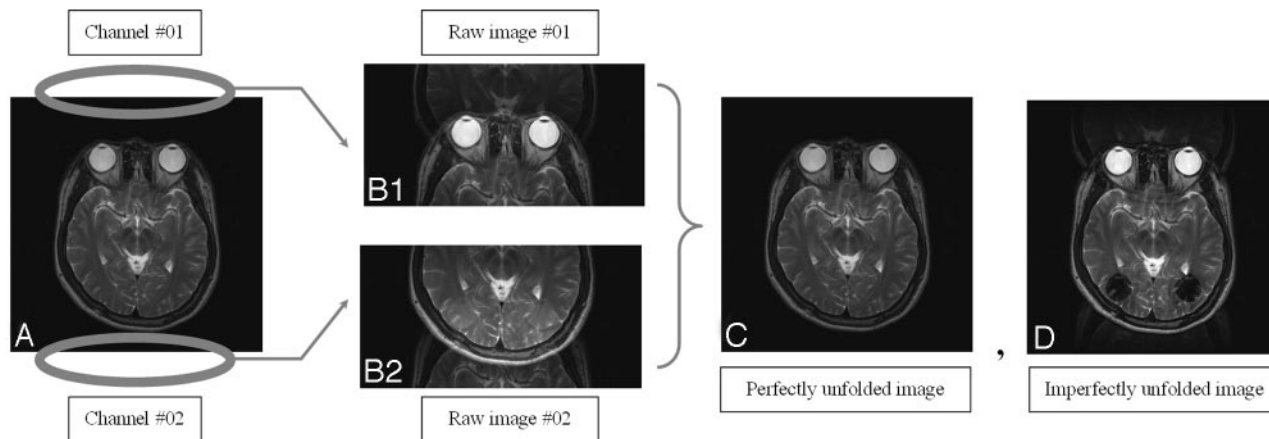 Channel #01
Raw image #01
A
B1
B2
C
,
D
Perfectly unfolded image
Imperfectly unfolded image
Channel #02
Raw image #02